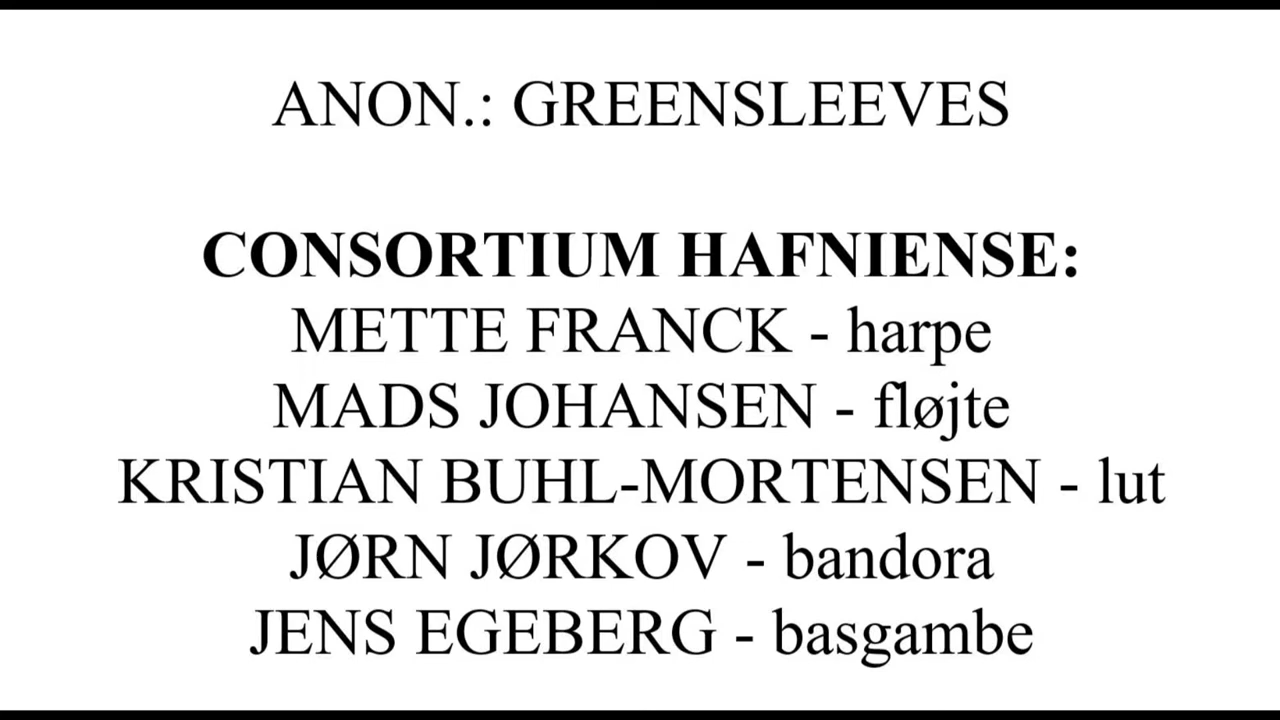 ANON.: GREENSLEEVES
CONSORTIUM HAFNIENSE:
METTE FRANCK - harpe
MADS JOHANSEN - fløjte
KRISTIAN BUHL-MORTENSEN - lut
JØRN JØRKOV - bandora
JENS EGEBERG - basgambe